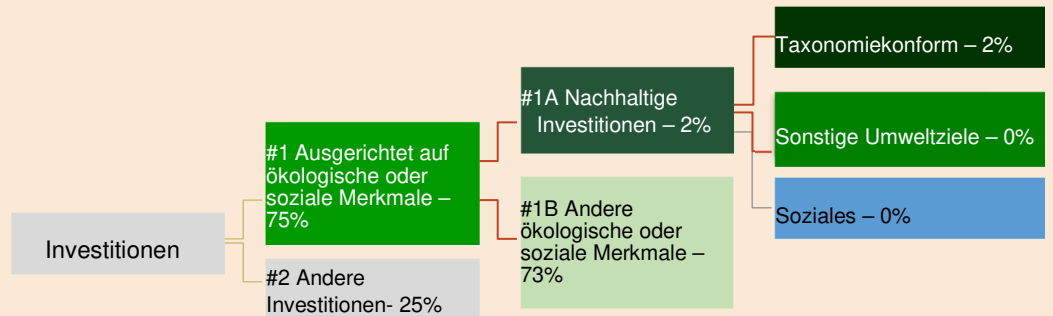 Investitionen
#1 Ausgerichtet auf
ökologische oder
soziale Merkmale –
75%
#2 Andere
Investitionen- 25%
#1A Nachhaltige
Investitionen – 2%
#1B Andere
ökologische oder
soziale Merkmale –
73%
Taxonomiekonform – 2%
Sonstige Umweltziele – 0%
Soziales – 0%